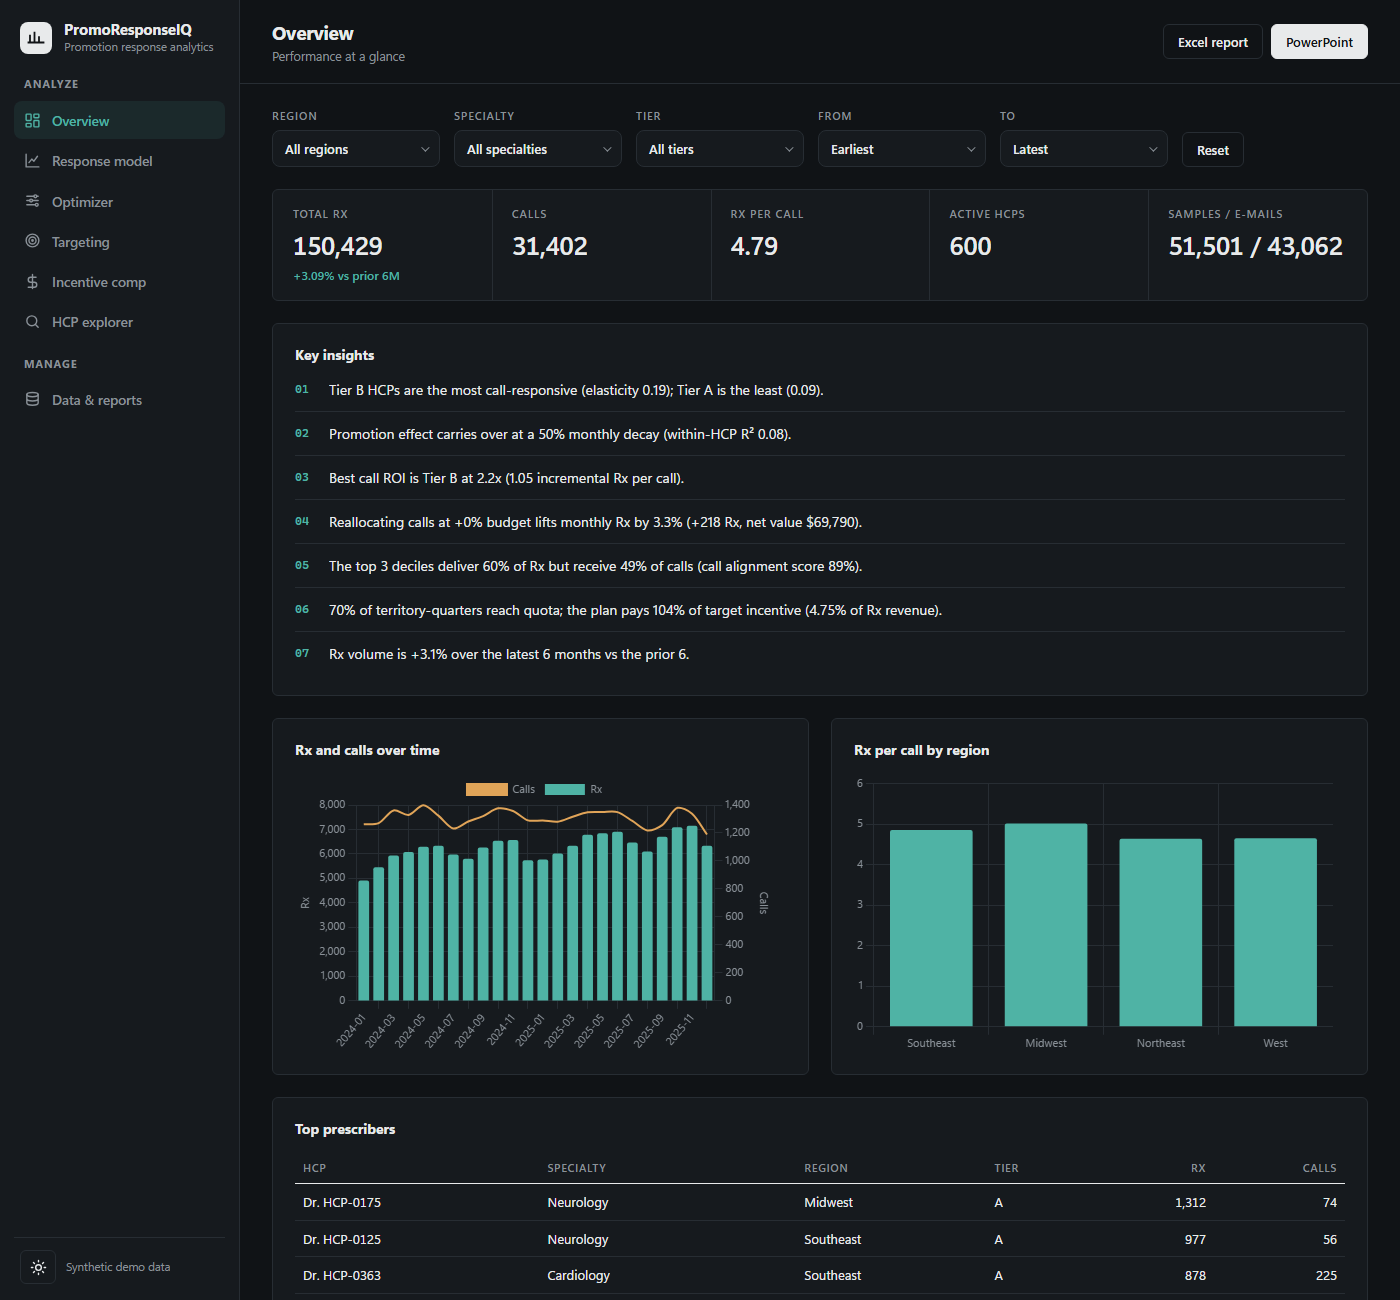 PromoResponseIQ
Promotion response analytics
ANALYZE
Overview
Response model
Optimizer
Targeting
Incentive comp
HCP explorer
MANAGE
Data & reports
Synthetic demo data
Overview
Performance at a glance
Excel report
PowerPoint
REGION
SPECIALTY
TIER
FROM
TO
All regions
All specialties
All tiers
Earliest
Latest
Reset
TOTAL RX
150,429
+3.09% vs prior 6M
CALLS
31,402
RX PER CALL
4.79
ACTIVE HCPS
600
SAMPLES / E-MAILS
51,501 / 43,062
Key insights
01 Tier B HCPs are the most call-responsive (elasticity 0.19); Tier A is the least (0.09).
02 Promotion effect carries over at a 50% monthly decay (within-HCP R² 0.08).
03 Best call ROI is Tier B at 2.2x (1.05 incremental Rx per call).
04 Reallocating calls at +0% budget lifts monthly Rx by 3.3% (+218 Rx, net value $69,790).
05 The top 3 deciles deliver 60% of Rx but receive 49% of calls (call alignment score 89%).
06 70% of territory-quarters reach quota; the plan pays 104% of target incentive (4.75% of Rx revenue).
07 Rx volume is +3.1% over the latest 6 months vs the prior 6.
Rx and calls over time
Calls Rx
8,000
7,000
6,000
5,000
4,000
3,000
2,000
1,000
0
Rx
1,400
1,200
1,000
800
600
400
200
0
Calls
2024-01 2024-03 2024-05 2024-07 2024-09 2024-11 2025-01 2025-03 2025-05 2025-07 2025-09 2025-11
Rx per call by region
6
5
4
3
2
1
0
Southeast Midwest Northeast West
Top prescribers
HCP SPECIALTY REGION TIER RX CALLS
Dr. HCP-0175 Neurology Midwest A 1,312 74
Dr. HCP-0125 Neurology Southeast A 977 56
Dr. HCP-0363 Cardiology Southeast A 878 225